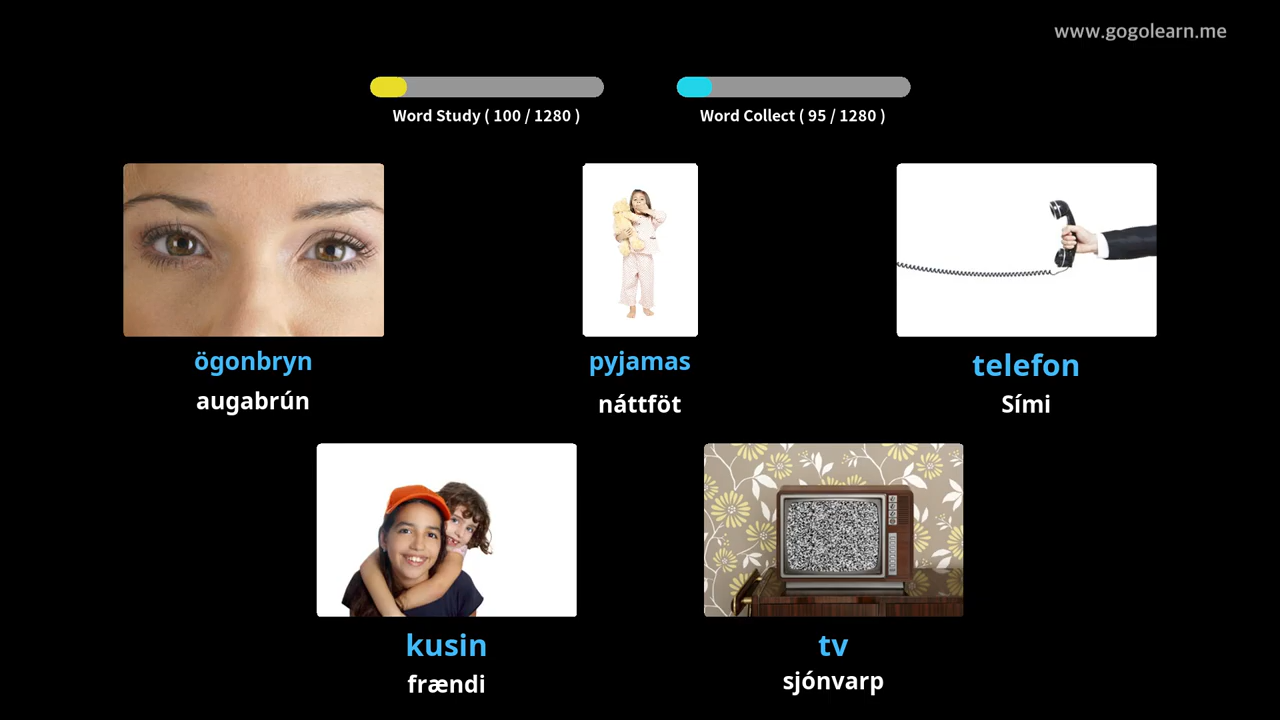 www.gogolearn.me
Word Study ( 100 / 1280 )
Word Collect ( 95 / 1280 )
ögonbryn
augabrún
pyjamas
náttföt
telefon
Sími
kusin
frændi
tv
sjónvarp